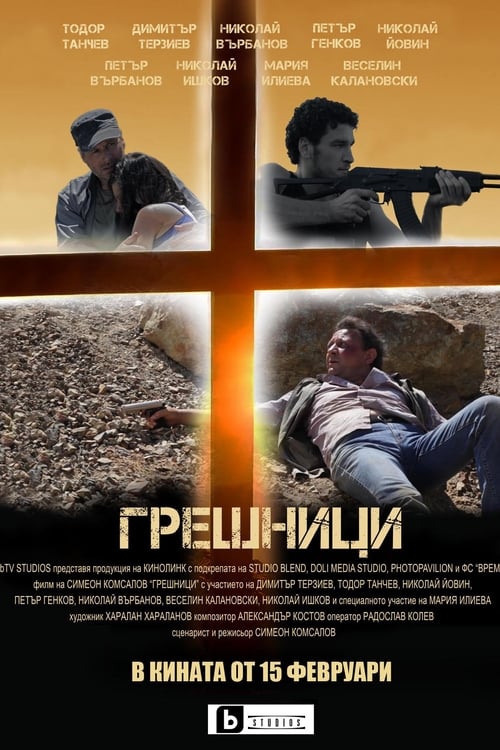 ТОДОР ДИМИТЪР НИКОЛАЙ ПЕТЪР НИКОЛАЙ
ТАНЧЕВ ТЕРЗИЕВ ВЪРБАНОВ ГЕНКОВ ЙОВИН
ПЕТЪР НИКОЛАЙ МАРИЯ ВЕСЕЛИН
ВЪРБАНОВ ИШКОВ ИЛИЕВА КАЛАНОВСКИ
ГРЕШНИЦИ
bTV STUDIOS представя продукция на КИНОЛИНК с подкрепата на STUDIO BLEND, DOLI MEDIA STUDIO, PHOTOPAVILION и ФС "ВРЕМ
филм на СИМЕОН КОМСАЛОВ "ГРЕШНИЦИ" с участието на ДИМИТЪР ТЕРЗИЕВ, ТОДОР ТАНЧЕВ, НИКОЛАЙ ЙОВИН,
ПЕТЪР ГЕНКОВ, НИКОЛАЙ ВЪРБАНОВ, ВЕСЕЛИН КАЛАНОВСКИ, НИКОЛАЙ ИШКОВ и специалното участие на МАРИЯ ИЛИЕВА
художник ХАРАЛАН ХАРАЛАНОВ композитор АЛЕКСАНДЪР КОСТОВ оператор РАДОСЛАВ КОЛЕВ
сценарист и режисьор СИМЕОН КОМСАЛОВ
В КИНАТА ОТ 15 ФЕВРУАРИ
b STUDIOS